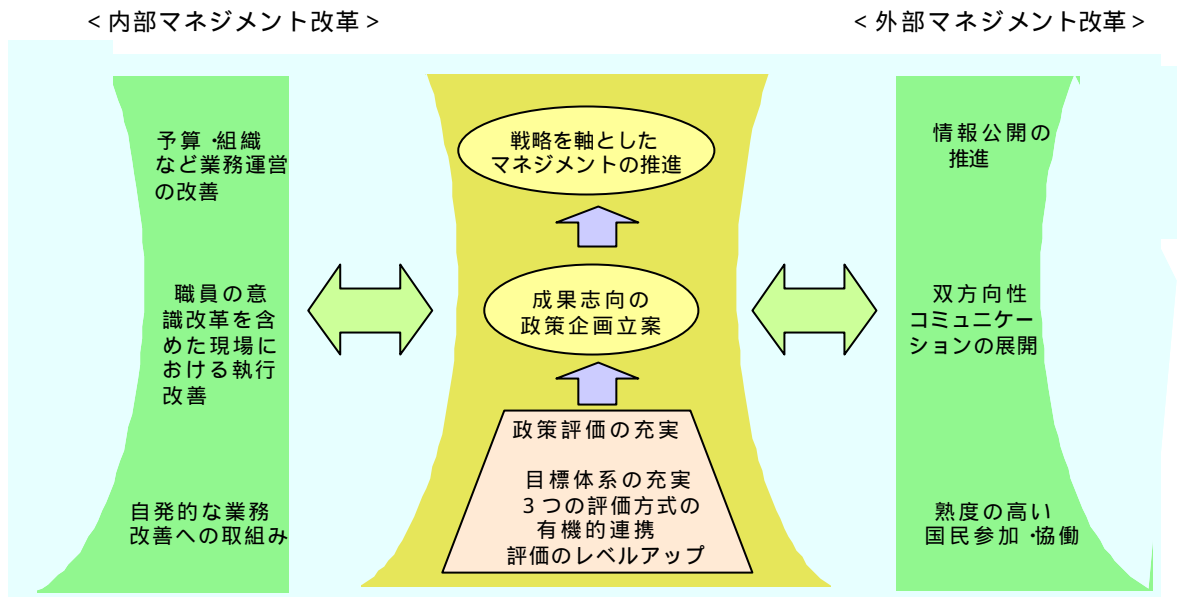 <内部マネジメント改革>
<外部マネジメント改革>
予算・組織
など業務運営
の改善
職員の意
識改革を含
めた現場に
おける執行
改善
自発的な業務
改善への取組み
戦略を軸とした
マネジメントの推進
成果志向の
政策企画立案
政策評価の充実
目標体系の充実
3つの評価方式の
有機的連携
評価のレベルアップ
情報公開の
推進
双方向性
コミュニケー
ションの展開
熟度の高い
国民参加・協働